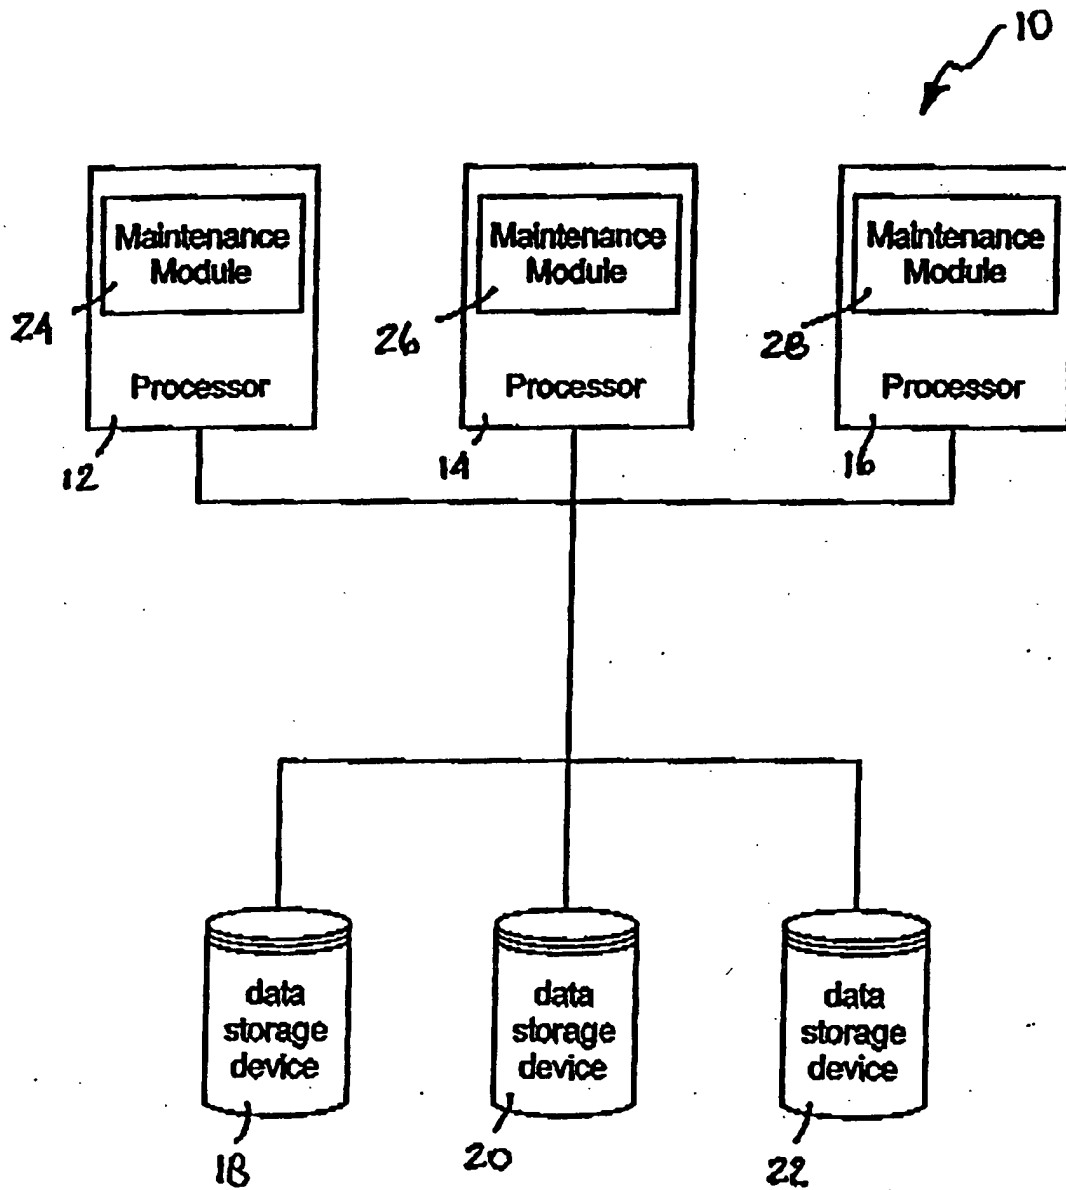 10
Maintenance
Module
Maintenance
Module
Maintenance
Module
24
26
28
Processor
Processor
Processor
12
14
16
data
storage
device
data
storage
device
data
storage
device
18
20
22